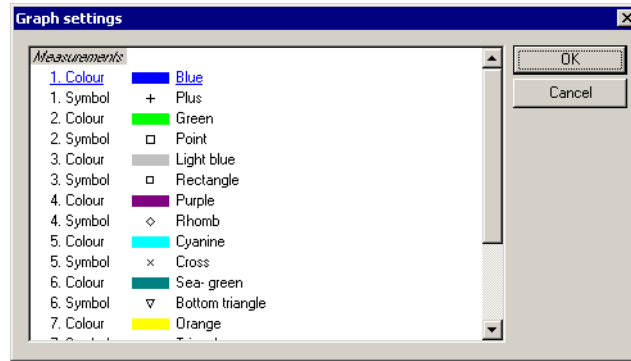 Graph settings
Measurements
1. Colour Blue
1. Symbol Plus
2. Colour Green
2. Symbol Point
3. Colour Light blue
3. Symbol Rectangle
4. Colour Purple
4. Symbol Rhomb
5. Colour Cyanine
5. Symbol Cross
6. Colour Sea- green
6. Symbol Bottom triangle
7. Colour Orange
OK
Cancel